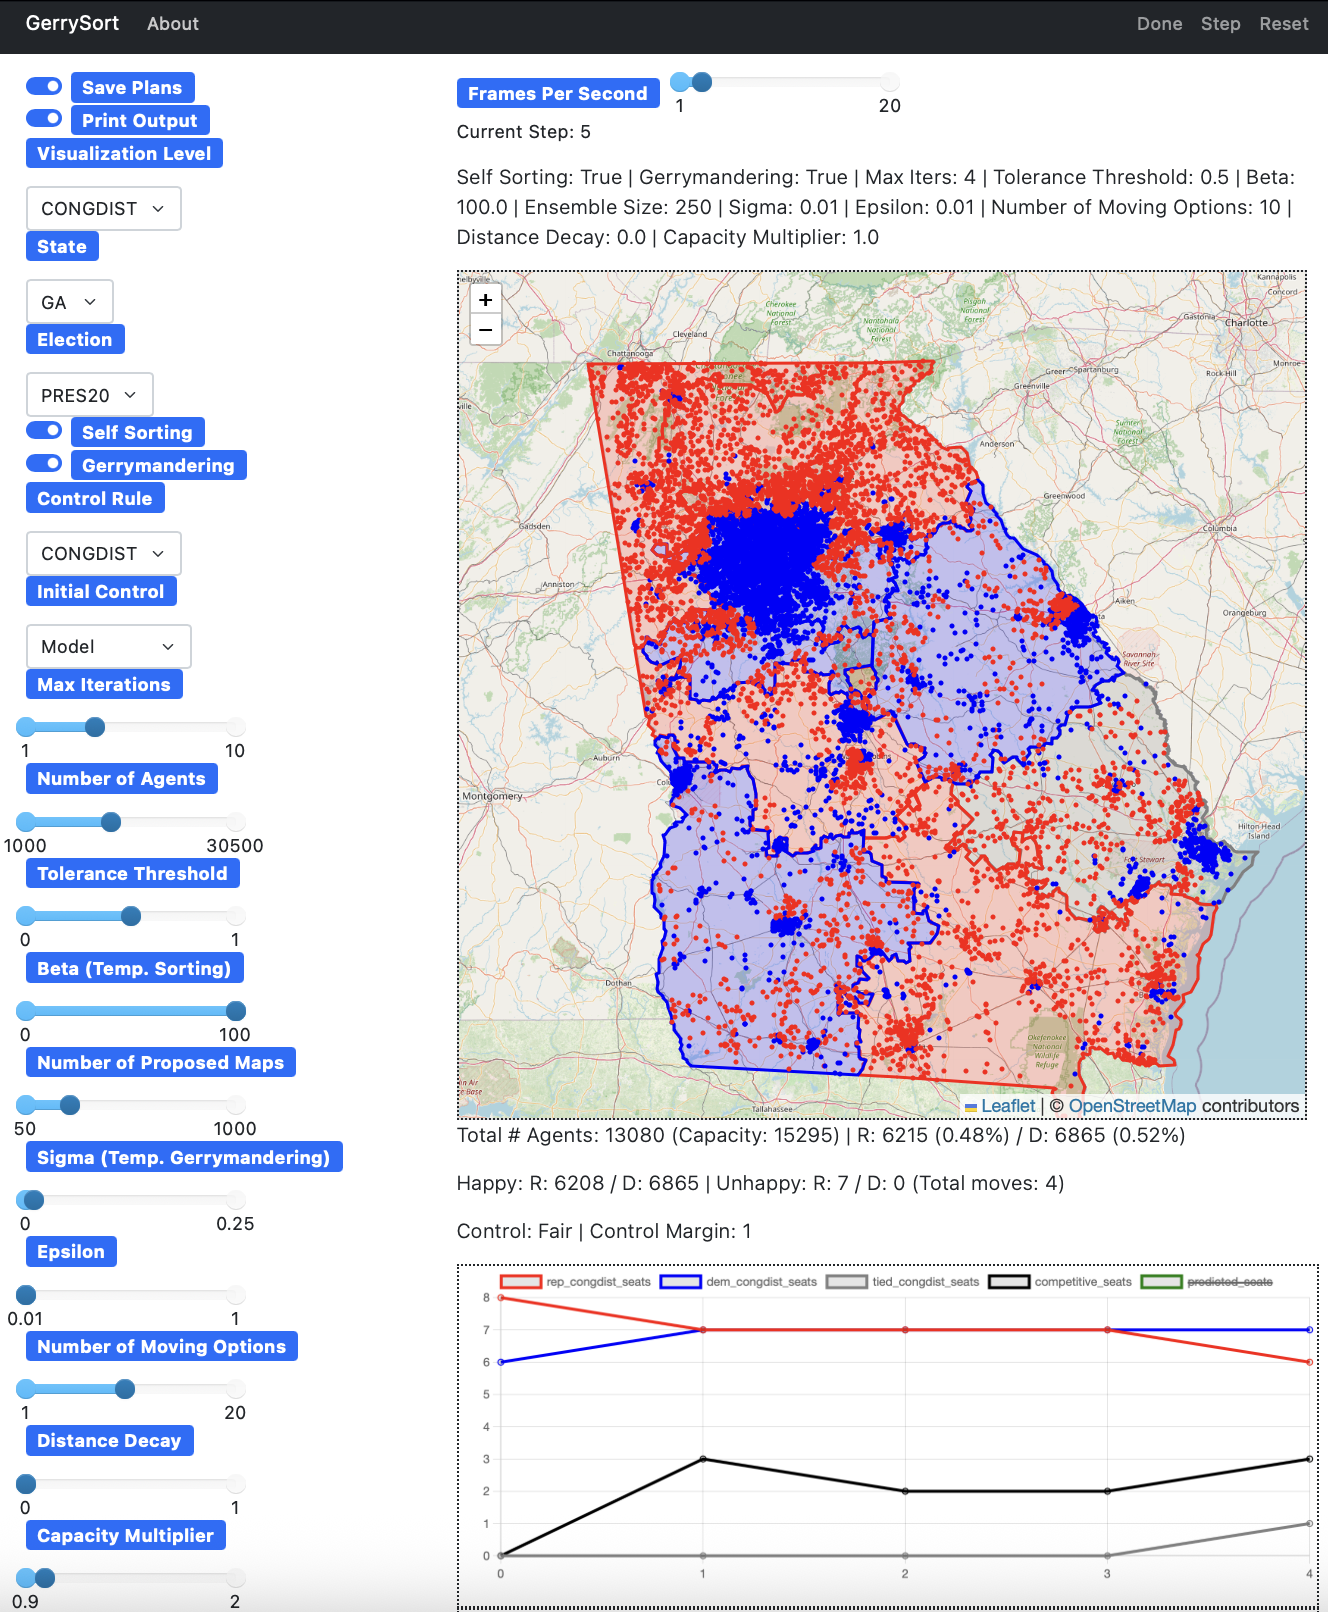 GerrySort About Done Step Reset
Save Plans
Print Output
Visualization Level
CONGDIST
State
GA
Election
PRES20
Self Sorting
Gerrymandering
Control Rule
CONGDIST
Initial Control
Model
Max Iterations
1 10
Number of Agents
1000 30500
Tolerance Threshold
0 1
Beta (Temp. Sorting)
0 100
Number of Proposed Maps
50 1000
Sigma (Temp. Gerrymandering)
0 0.25
Epsilon
0.01 1
Number of Moving Options
1 20
Distance Decay
0 1
Capacity Multiplier
0.9 2
Frames Per Second
1 20
Current Step: 5
Self Sorting: True | Gerrymandering: True | Max Iters: 4 | Tolerance Threshold: 0.5 | Beta:
100.0 | Ensemble Size: 250 | Sigma: 0.01 | Epsilon: 0.01 | Number of Moving Options: 10 |
Distance Decay: 0.0 | Capacity Multiplier: 1.0
+
−
Kannapolis
Concord
Cherokee
National
Forest
Pisgah
National
Forest
Nantahala
National
Forest
Gastonia
Charlotte
Cleveland
Chattanooga
Monroe
Greer
Spartanburg
Rock Hill
Greenville
Sumter
National
Forest
Anderson
Greenwood
Columbia
Gadsden
Anniston
Aiken
Orangeburg
Savannah
River Site
Auburn
Montgomery
Hilton Head
Island
Fort Stewart
Dothan
Okefenokee
National
Wildlife
Refuge
Tallahassee
Leaflet | © OpenStreetMap contributors
Total # Agents: 13080 (Capacity: 15295) | R: 6215 (0.48%) / D: 6865 (0.52%)
Happy: R: 6208 / D: 6865 | Unhappy: R: 7 / D: 0 (Total moves: 4)
Control: Fair | Control Margin: 1
rep_congdist_seats dem_congdist_seats tied_congdist_seats competitive_seats predicted_seats
8
7
6
5
4
3
2
1
0
0 1 2 3 4